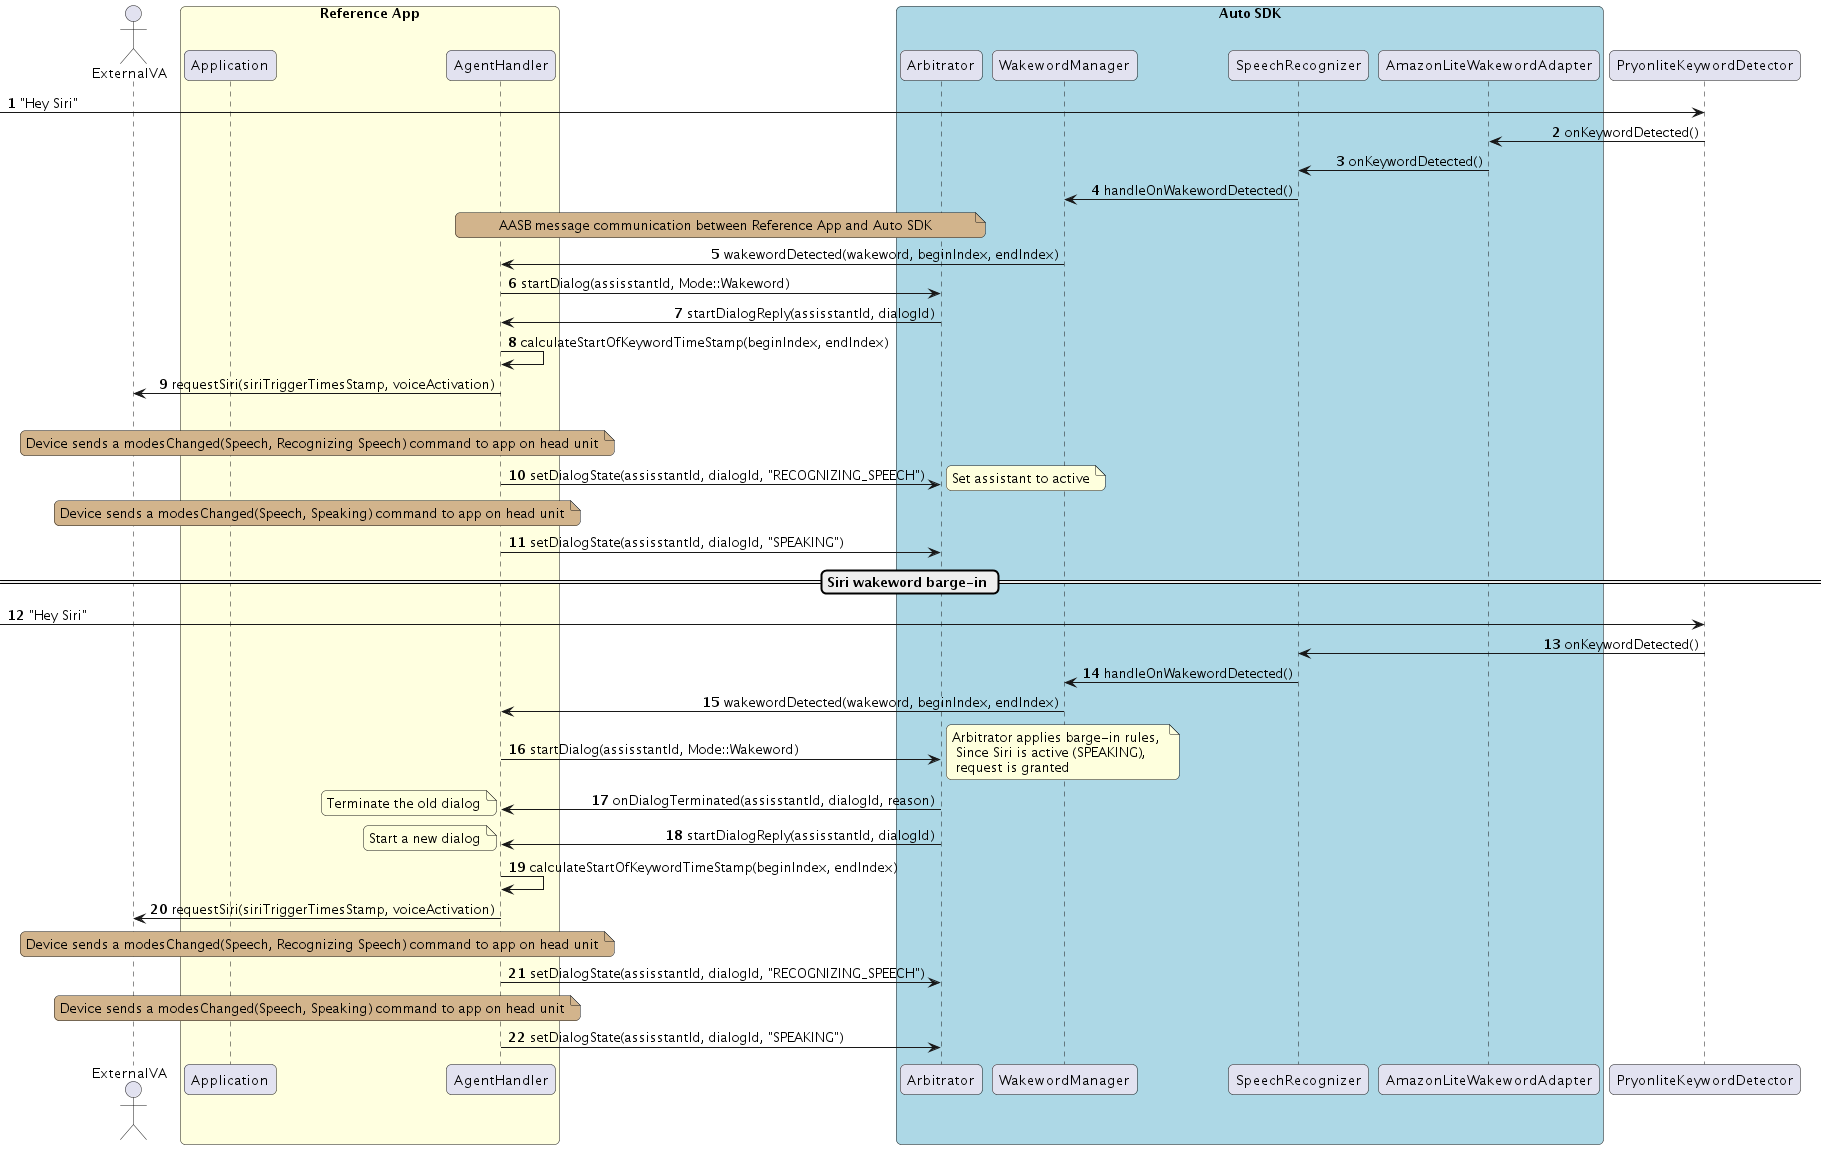 Reference App
Auto SDK
ExternalVA
Application
AgentHandler
Arbitrator
WakewordManager
SpeechRecognizer
AmazonLiteWakewordAdapter
PryonliteKeywordDetector
1 "Hey Siri"
2 onKeywordDetected()
3 onKeywordDetected()
4 handleOnWakewordDetected()
AASB message communication between Reference App and Auto SDK
5 wakewordDetected(wakeword, beginIndex, endIndex)
6 startDialog(assisstantId, Mode::Wakeword)
7 startDialogReply(assisstantId, dialogId)
8 calculateStartOfKeywordTimeStamp(beginIndex, endIndex)
9 requestSiri(siriTriggerTimesStamp, voiceActivation)
Device sends a modesChanged(Speech, Recognizing Speech) command to app on head unit
10 setDialogState(assisstantId, dialogId, "RECOGNIZING_SPEECH")
Set assistant to active
Device sends a modesChanged(Speech, Speaking) command to app on head unit
11 setDialogState(assisstantId, dialogId, "SPEAKING")
Siri wakeword barge-in
12 "Hey Siri"
13 onKeywordDetected()
14 handleOnWakewordDetected()
15 wakewordDetected(wakeword, beginIndex, endIndex)
16 startDialog(assisstantId, Mode::Wakeword)
Arbitrator applies barge-in rules,
Since Siri is active (SPEAKING),
request is granted
Terminate the old dialog
17 onDialogTerminated(assisstantId, dialogId, reason)
Start a new dialog
18 startDialogReply(assisstantId, dialogId)
19 calculateStartOfKeywordTimeStamp(beginIndex, endIndex)
20 requestSiri(siriTriggerTimesStamp, voiceActivation)
Device sends a modesChanged(Speech, Recognizing Speech) command to app on head unit
21 setDialogState(assisstantId, dialogId, "RECOGNIZING_SPEECH")
Device sends a modesChanged(Speech, Speaking) command to app on head unit
22 setDialogState(assisstantId, dialogId, "SPEAKING")
ExternalVA
Application
AgentHandler
Arbitrator
WakewordManager
SpeechRecognizer
AmazonLiteWakewordAdapter
PryonliteKeywordDetector